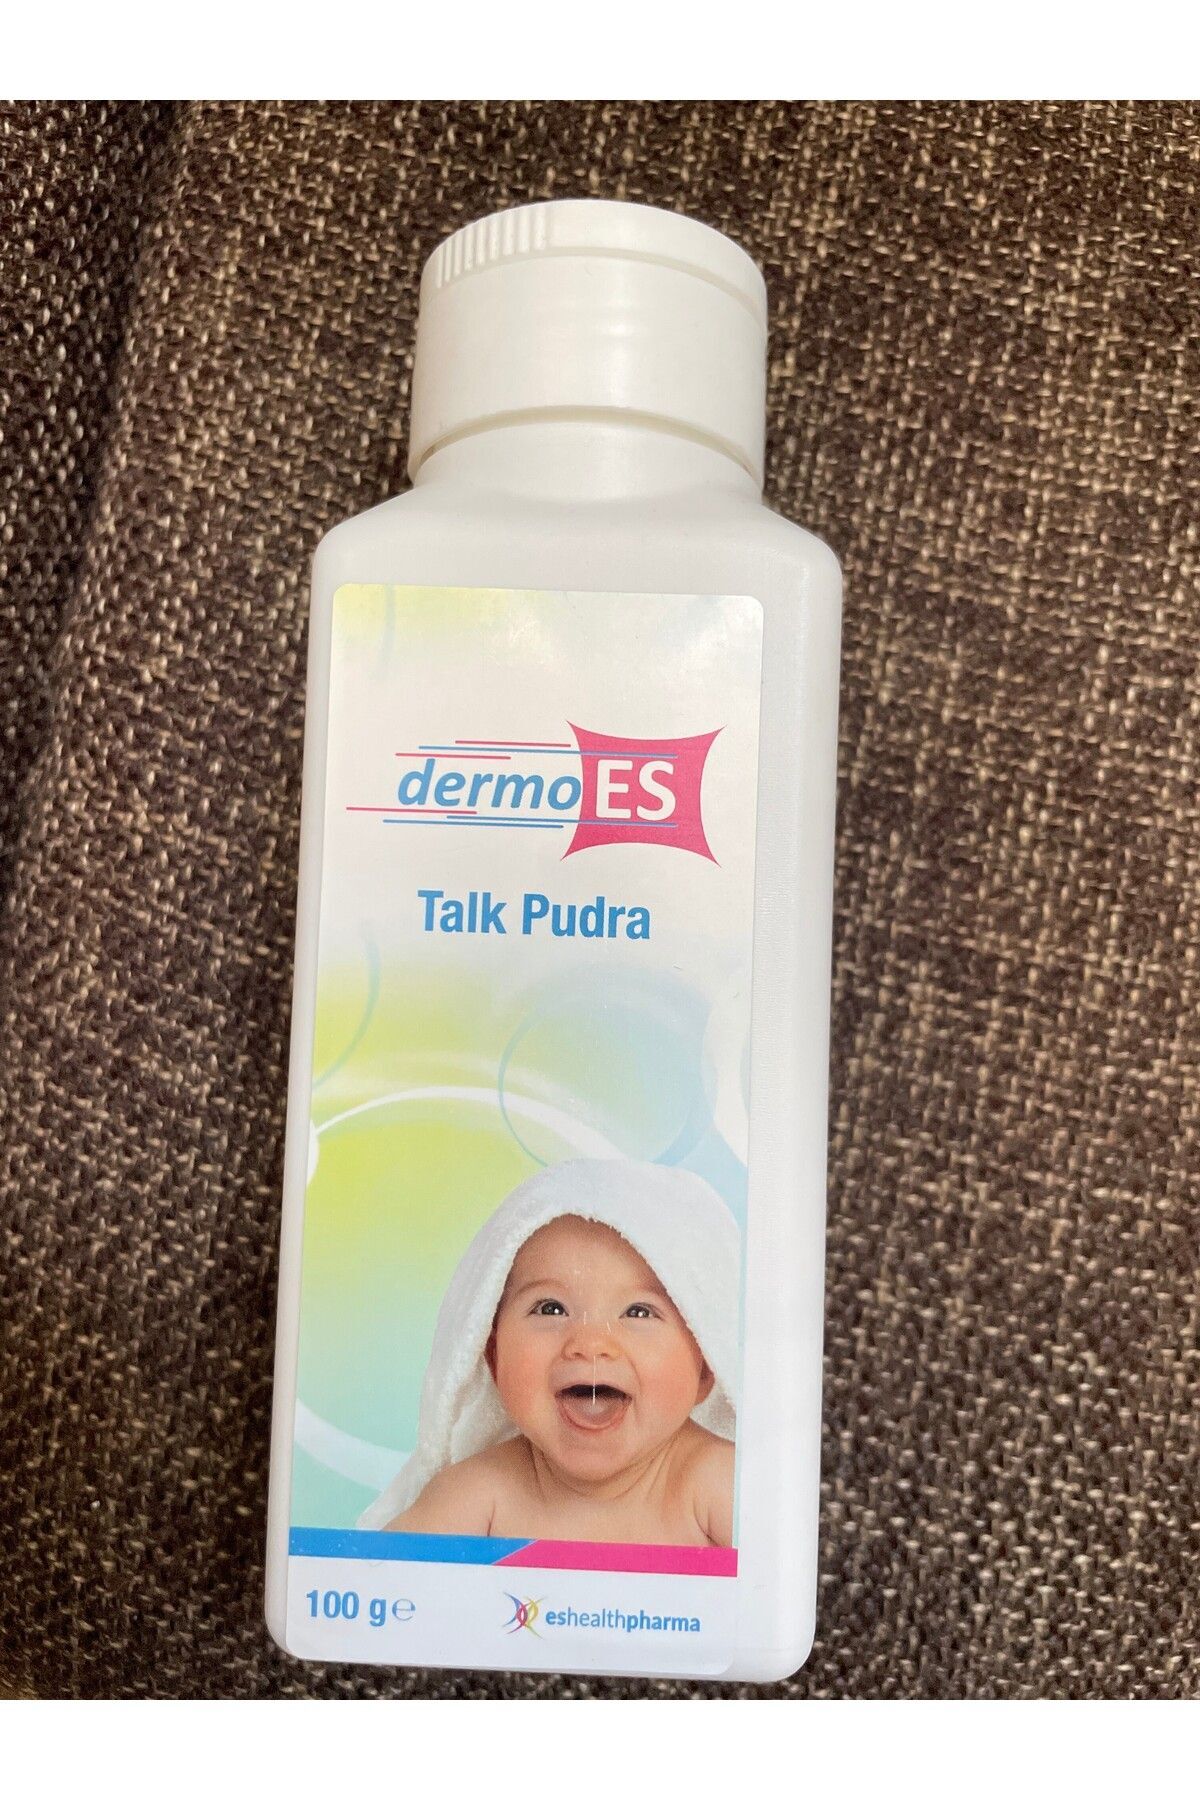 dermoES
Talk Pudra
100 g ℮
eshealthpharma